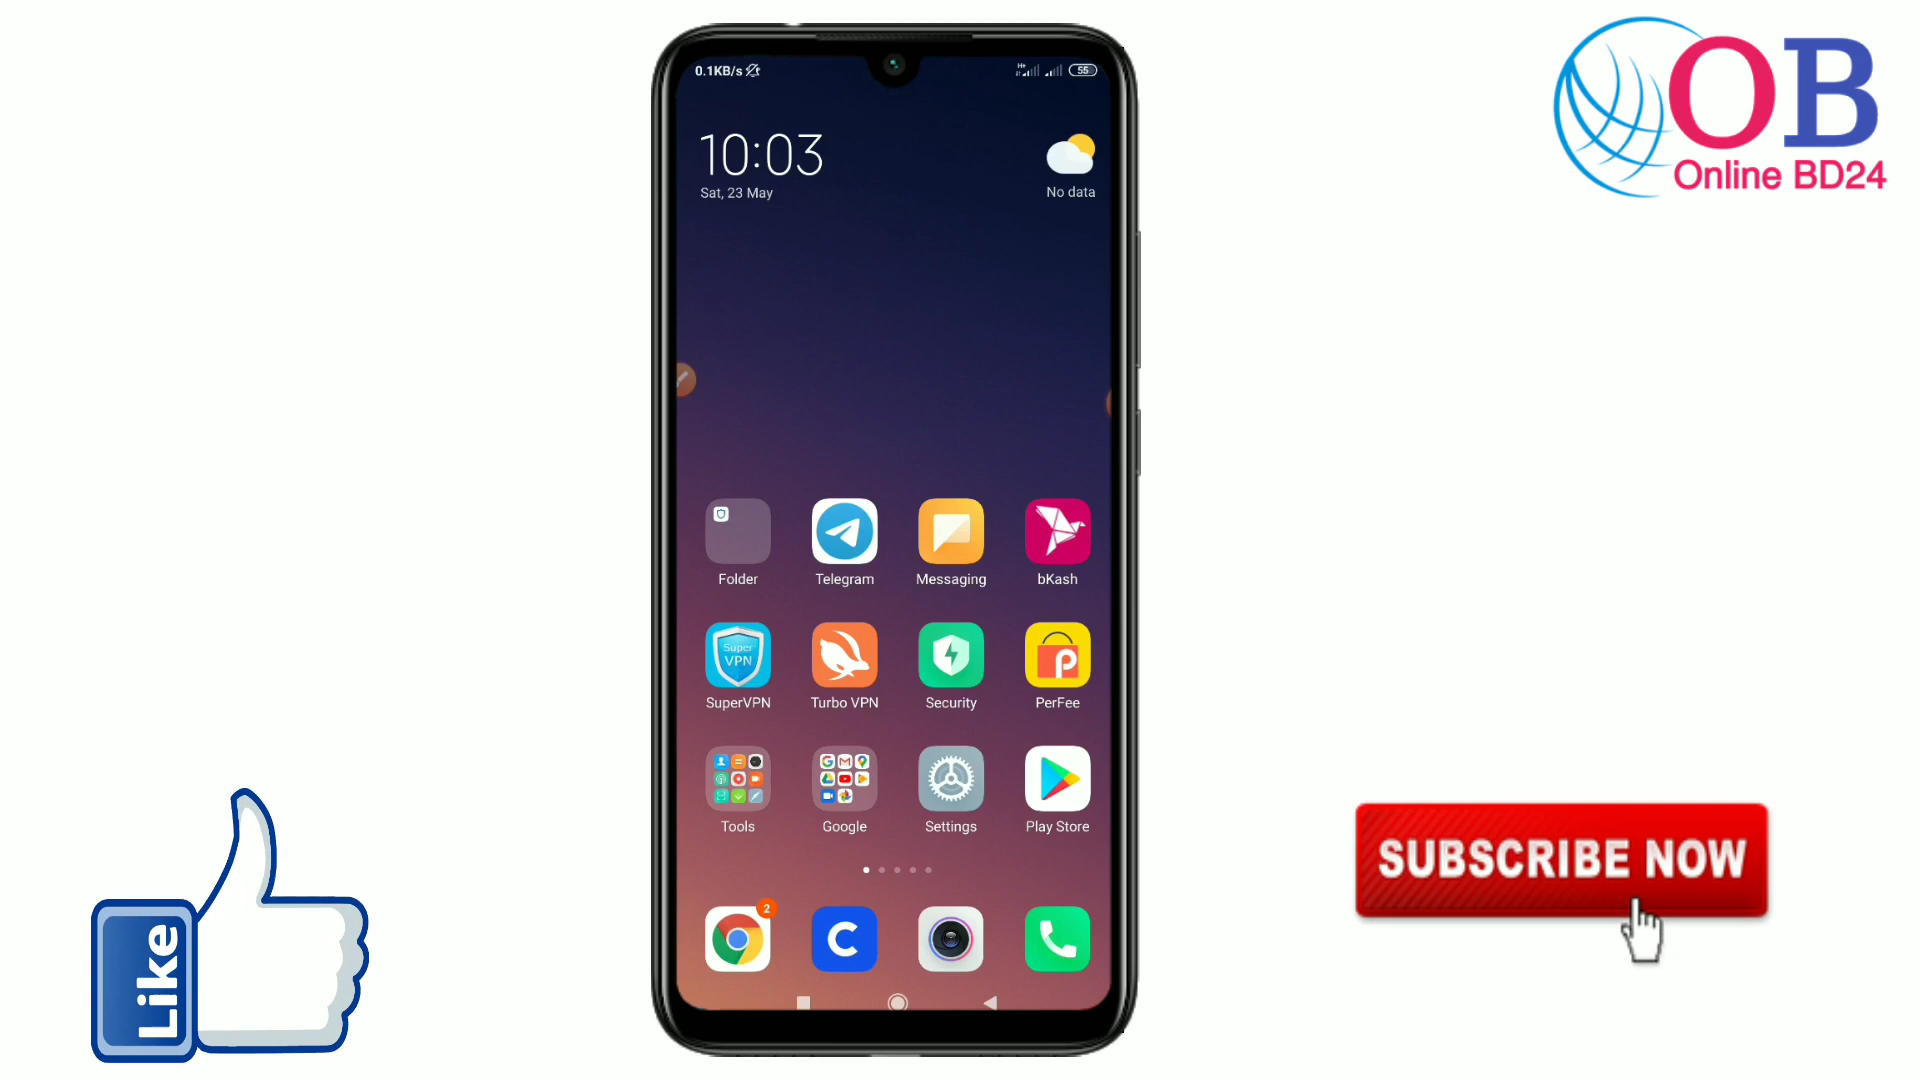 0.1KB/s
55
10:03
Sat, 23 May
No data
OB
Online BD24
Folder
Telegram
Messaging
bKash
Super
VPN
SuperVPN
Turbo VPN
Security
PerFee
Tools
Google
Settings
Play Store
2
Like
SUBSCRIBE NOW